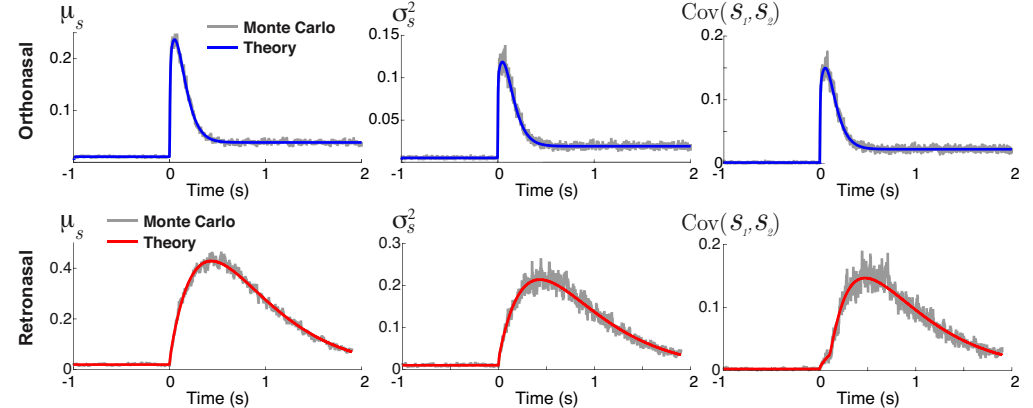 Orthonasal
μₛ
Monte Carlo
Theory
0.2
0.1
-1 0 1 2
Time (s)
σₛ²
0.15
0.1
0.05
-1 0 1 2
Time (s)
Cov(S₁,S₂)
0.2
0.1
0
-1 0 1 2
Time (s)
Retronasal
μₛ
Monte Carlo
Theory
0.4
0.2
0
-1 0 1 2
Time (s)
σₛ²
0.3
0.2
0.1
0
-1 0 1 2
Time (s)
Cov(S₁,S₂)
0.2
0.1
0
-1 0 1 2
Time (s)